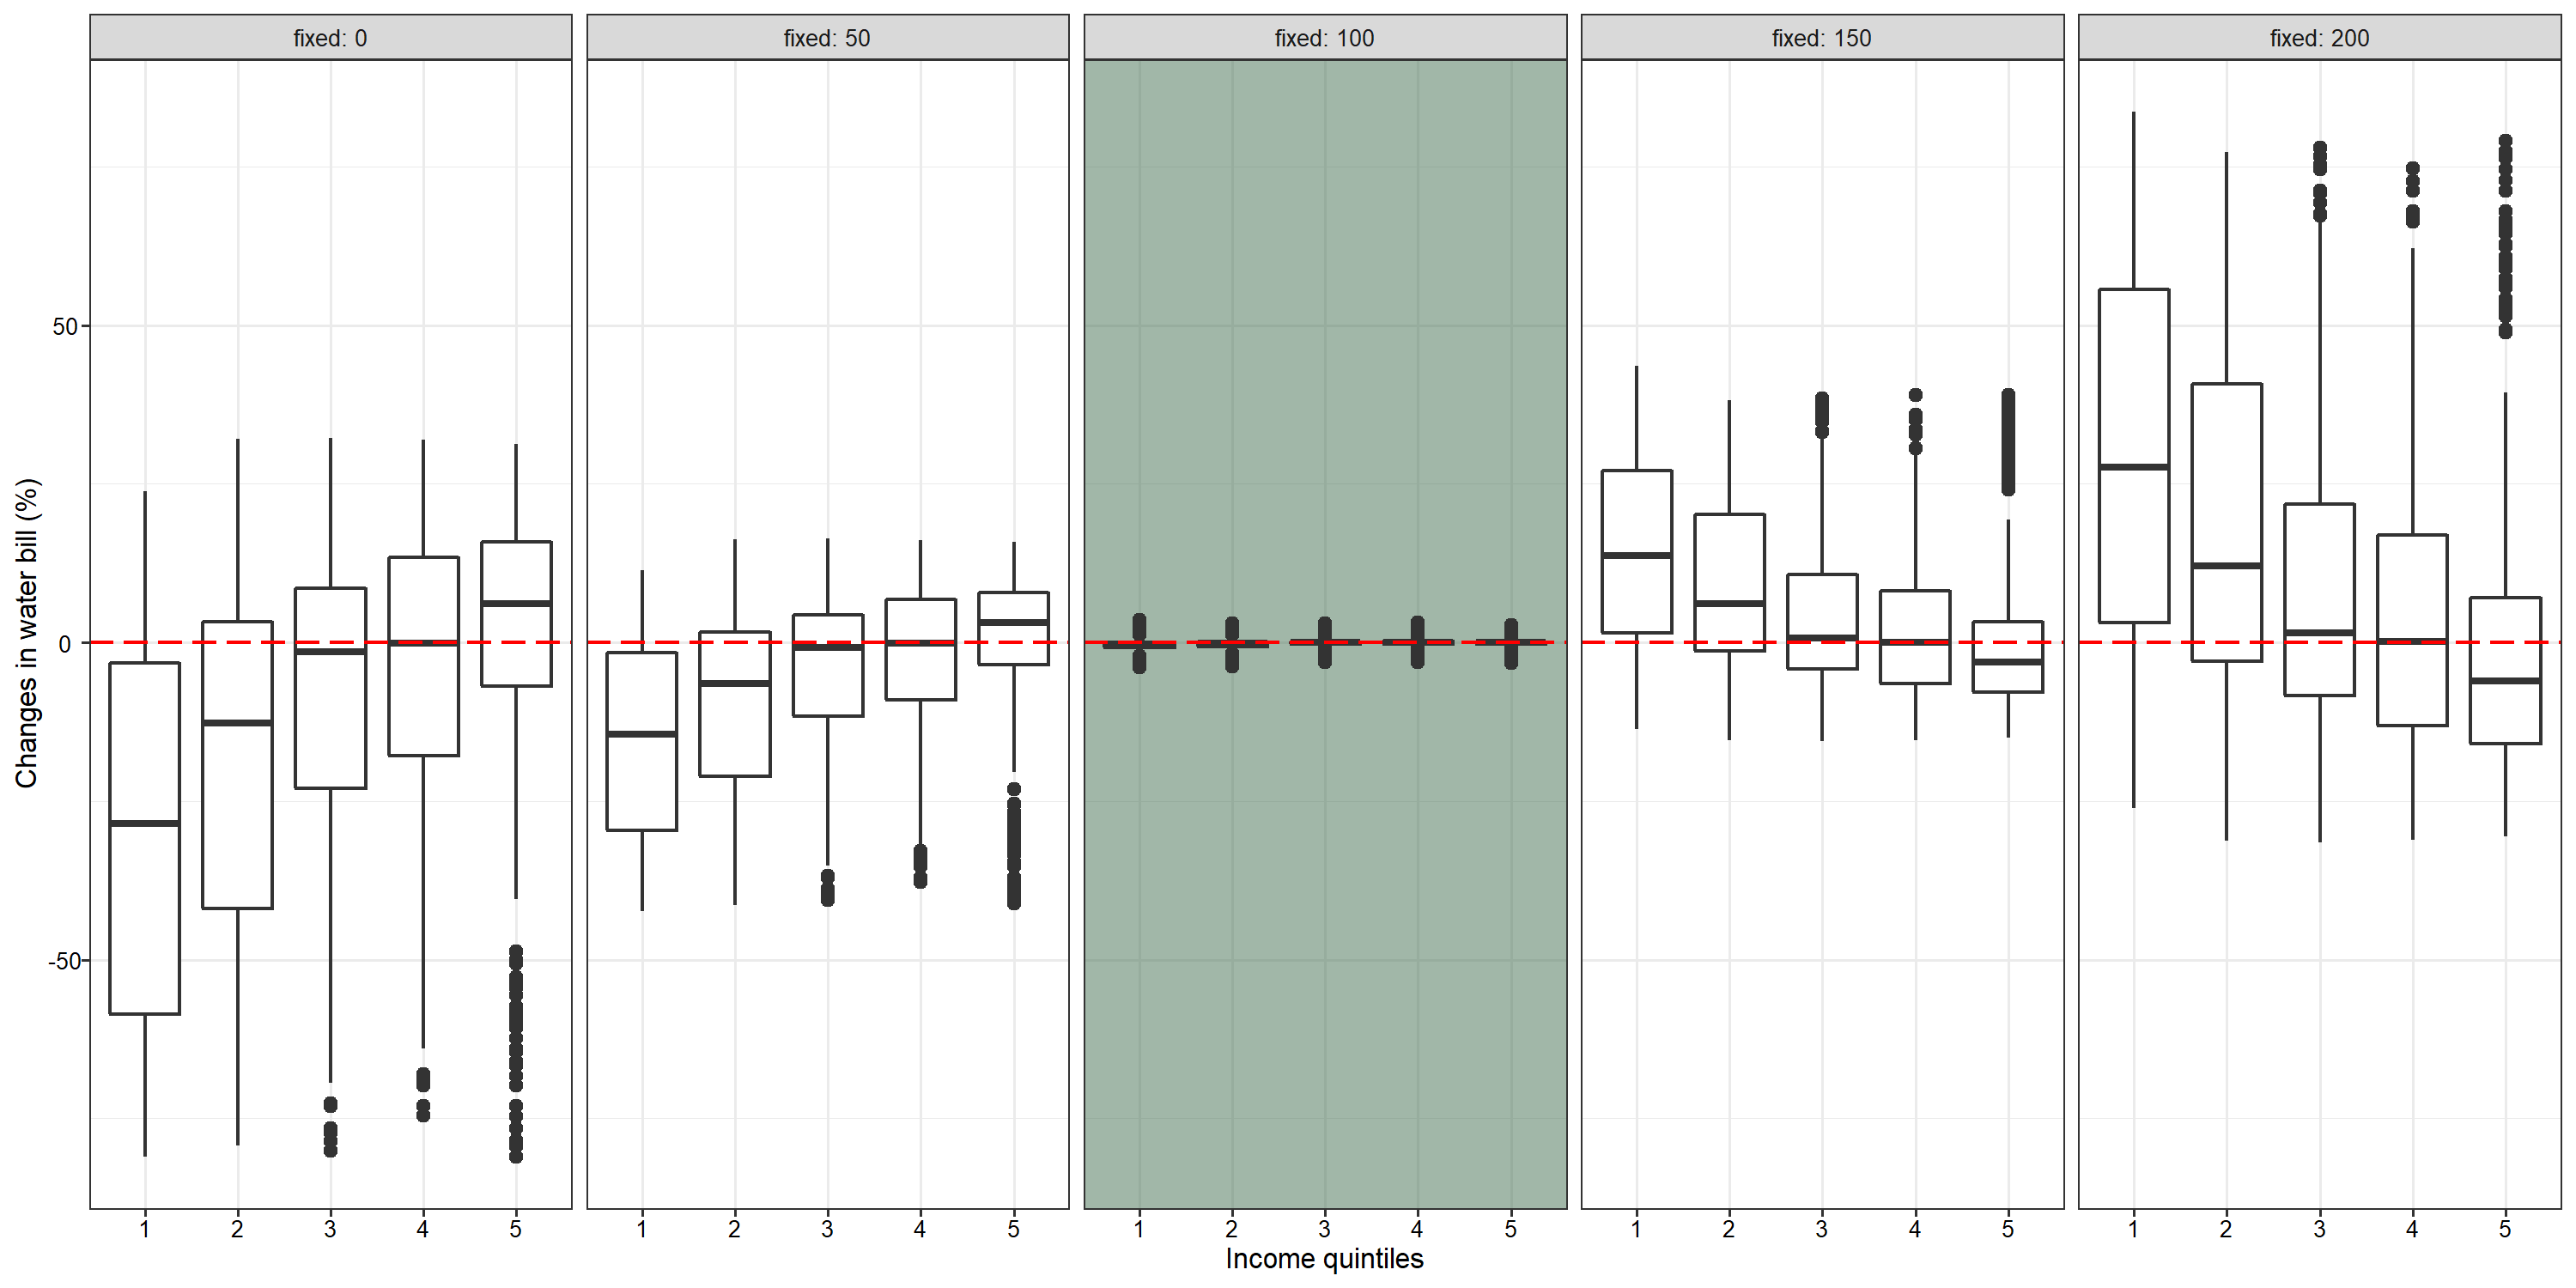 fixed: 0 fixed: 50 fixed: 100 fixed: 150 fixed: 200
Changes in water bill (%)
50
0
-50
1 2 3 4 5 1 2 3 4 5 1 2 3 4 5 1 2 3 4 5 1 2 3 4 5
Income quintiles